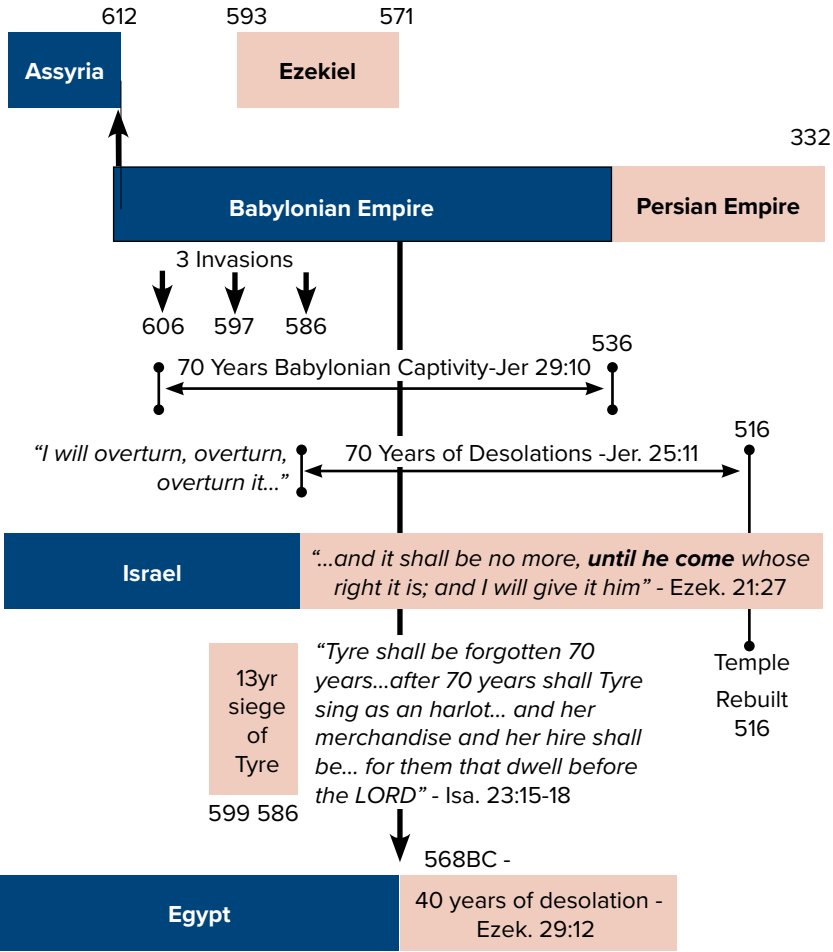 612
593
571
Assyria
Ezekiel
332
Babylonian Empire
Persian Empire
3 Invasions
606
597
586
536
70 Years Babylonian Captivity-Jer 29:10
516
“I will overturn, overturn,
overturn it...”
70 Years of Desolations -Jer. 25:11
Israel
“...and it shall be no more, until he come whose
right it is; and I will give it him” - Ezek. 21:27
13yr
siege
of
Tyre
599 586
“Tyre shall be forgotten 70
years...after 70 years shall Tyre
sing as an harlot... and her
merchandise and her hire shall
be... for them that dwell before
the LORD” - Isa. 23:15-18
Temple
Rebuilt
516
568BC -
Egypt
40 years of desolation -
Ezek. 29:12